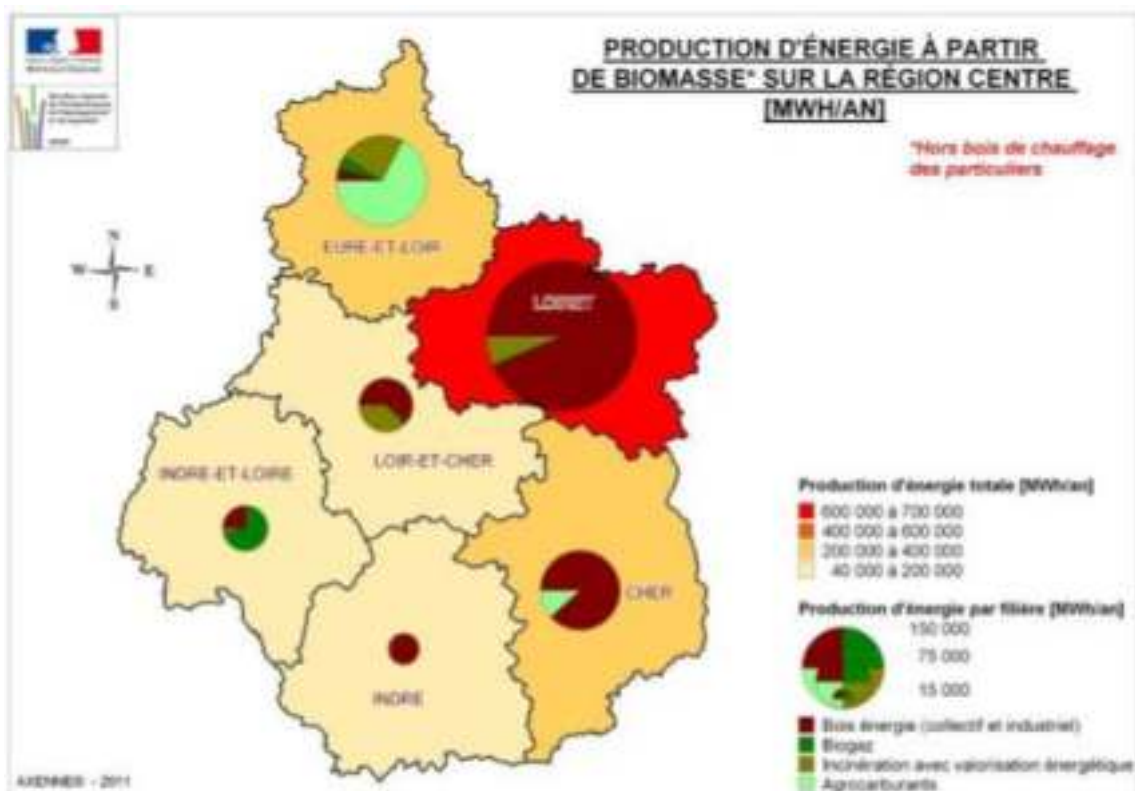 PRODUCTION D'ÉNERGIE À PARTIR
DE BIOMASSE* SUR LA RÉGION CENTRE
[MWH/AN]
*Hors bois de chauffage
des particuliers
N
W E
S
EURE-ET-LOIR
LOIRET
LOIR-ET-CHER
INDRE-ET-LOIRE
CHER
INDRE
Production d'énergie totale [MWh/an]
600 000 à 700 000
400 000 à 600 000
200 000 à 400 000
40 000 à 200 000
Production d'énergie par filière [MWh/an]
150 000
75 000
15 000
Bois énergie (collectif et industriel)
Biogaz
Incinération avec valorisation énergétique
Agrocarburants
AXENNE® - 2011